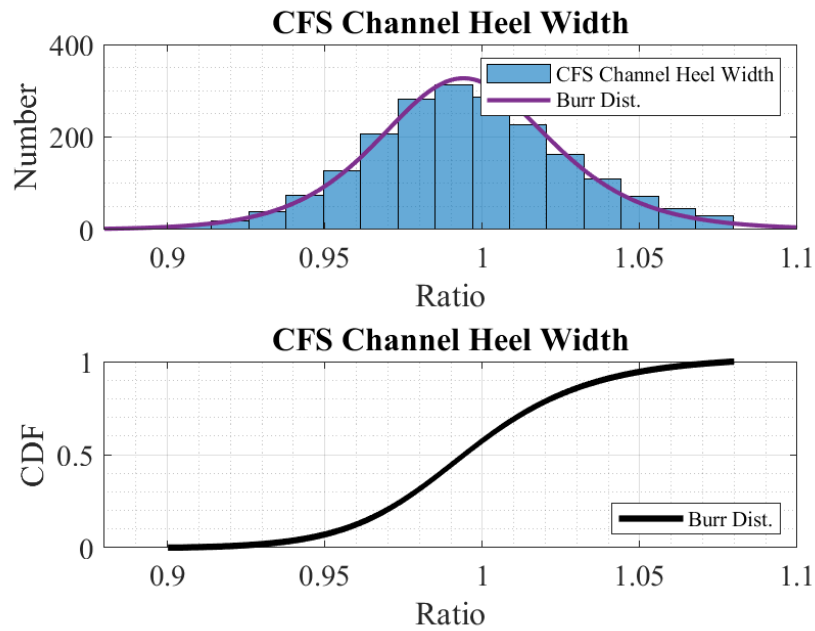 CFS Channel Heel Width
400
200
0
Number
CFS Channel Heel Width
Burr Dist.
0.9 0.95 1 1.05 1.1
Ratio
CFS Channel Heel Width
1
0.5
0
CDF
Burr Dist.
0.9 0.95 1 1.05 1.1
Ratio